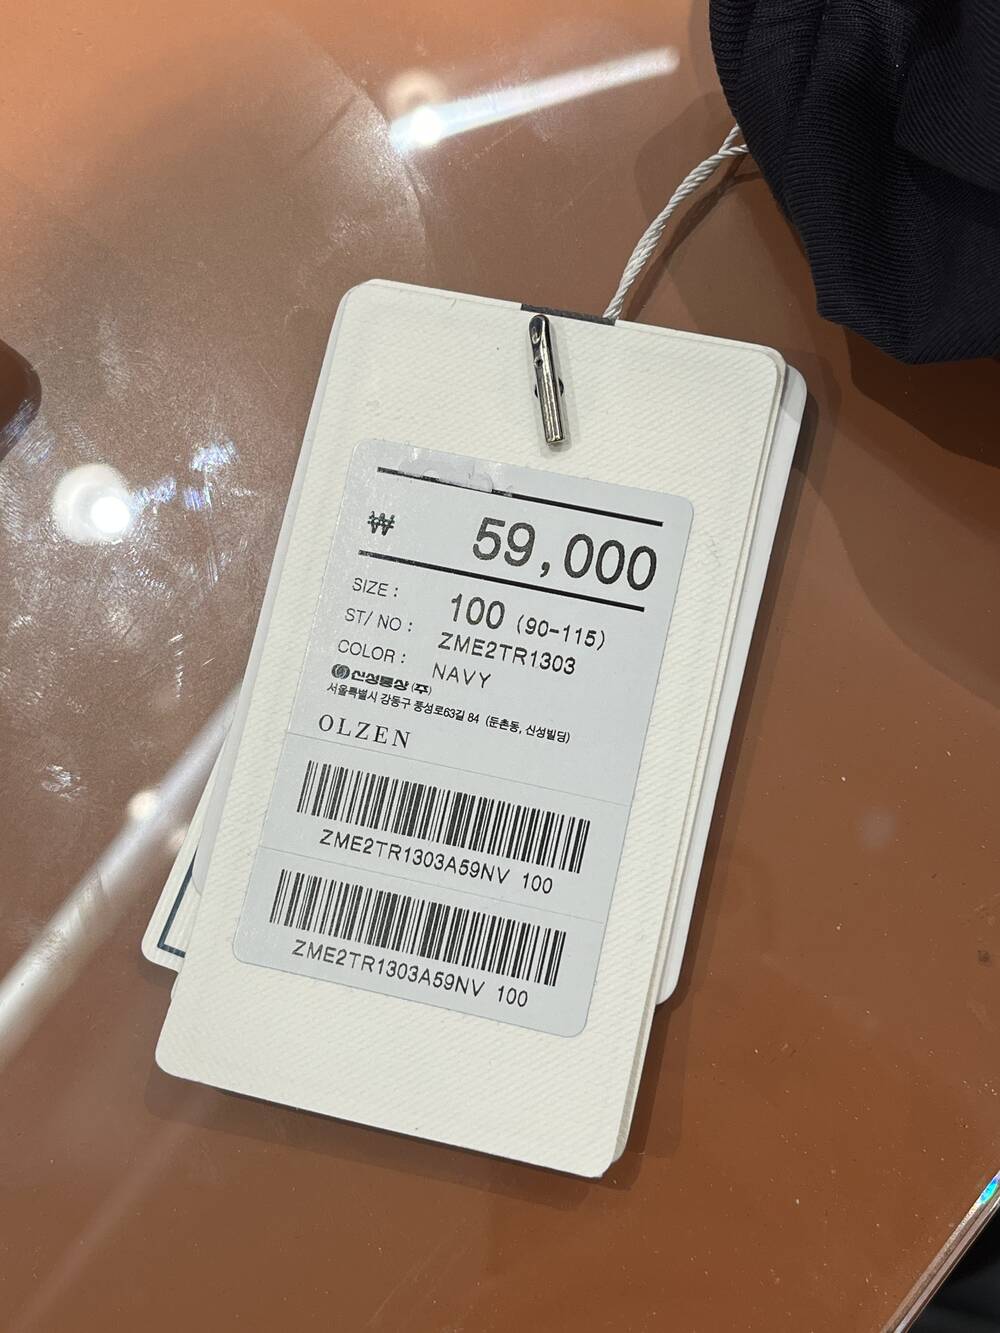 ₩ 59,000
SIZE : 100 (90-115)
ST/ NO : ZME2TR1303
COLOR : NAVY
신성통상 (주)
서울특별시 강동구 풍성로63길 84 (둔촌동, 신성빌딩)
OLZEN
ZME2TR1303A59NV 100
ZME2TR1303A59NV 100